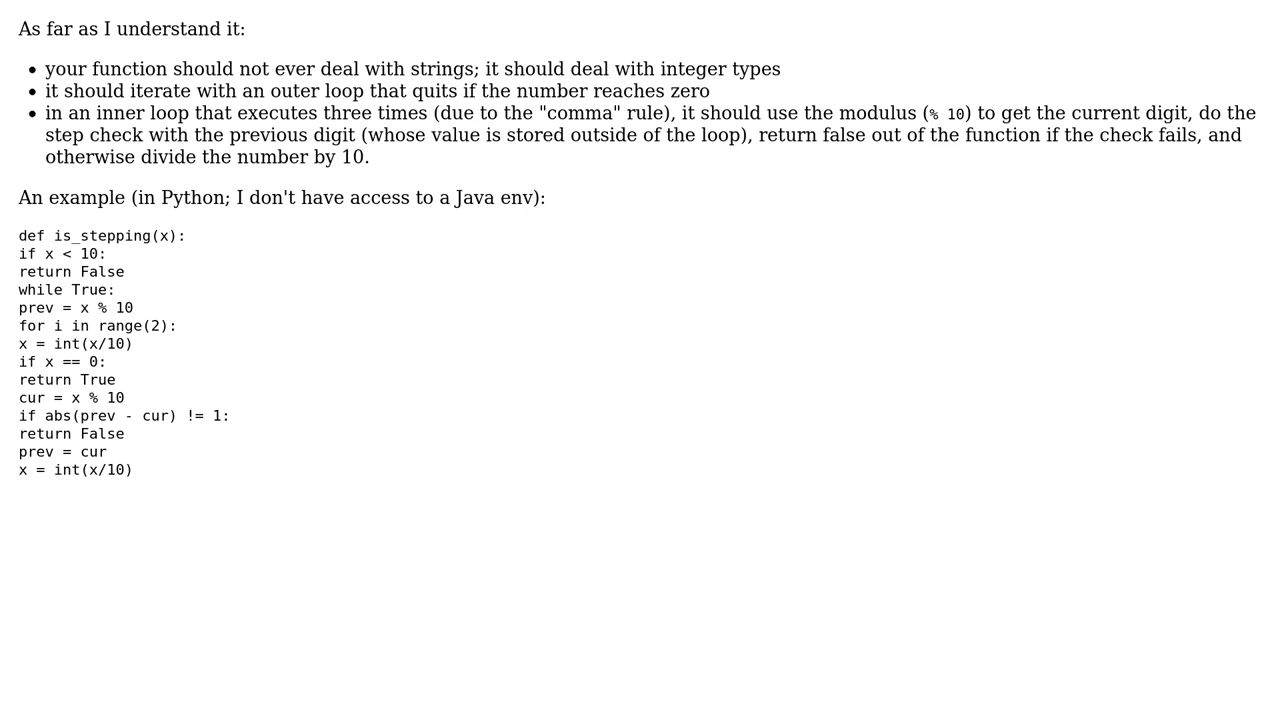 As far as I understand it:
your function should not ever deal with strings; it should deal with integer types
it should iterate with an outer loop that quits if the number reaches zero
in an inner loop that executes three times (due to the "comma" rule), it should use the modulus (% 10) to get the current digit, do the
step check with the previous digit (whose value is stored outside of the loop), return false out of the function if the check fails, and
otherwise divide the number by 10.
An example (in Python; I don't have access to a Java env):
def is_stepping(x):
if x < 10:
return False
while True:
prev = x % 10
for i in range(2):
x = int(x/10)
if x == 0:
return True
cur = x % 10
if abs(prev - cur) != 1:
return False
prev = cur
x = int(x/10)